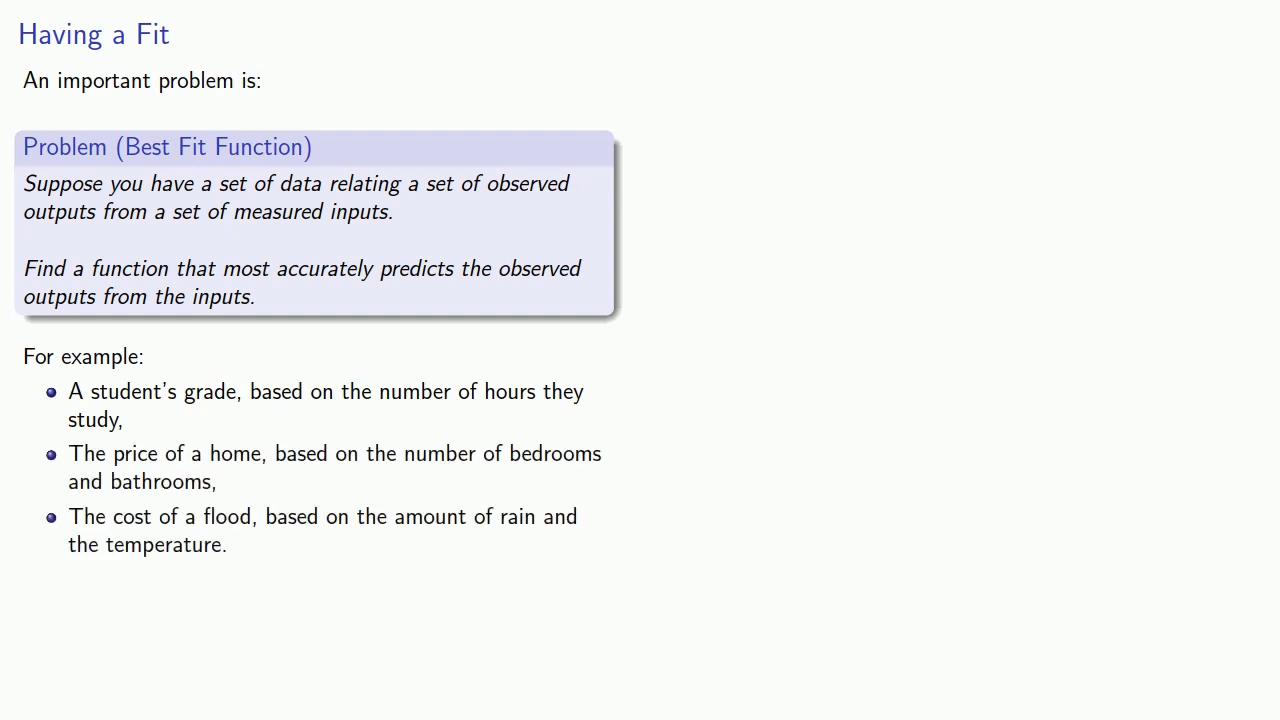 Having a Fit
An important problem is:
Problem (Best Fit Function)
Suppose you have a set of data relating a set of observed
outputs from a set of measured inputs.
Find a function that most accurately predicts the observed
outputs from the inputs.
For example:
A student's grade, based on the number of hours they
study,
The price of a home, based on the number of bedrooms
and bathrooms,
The cost of a flood, based on the amount of rain and
the temperature.